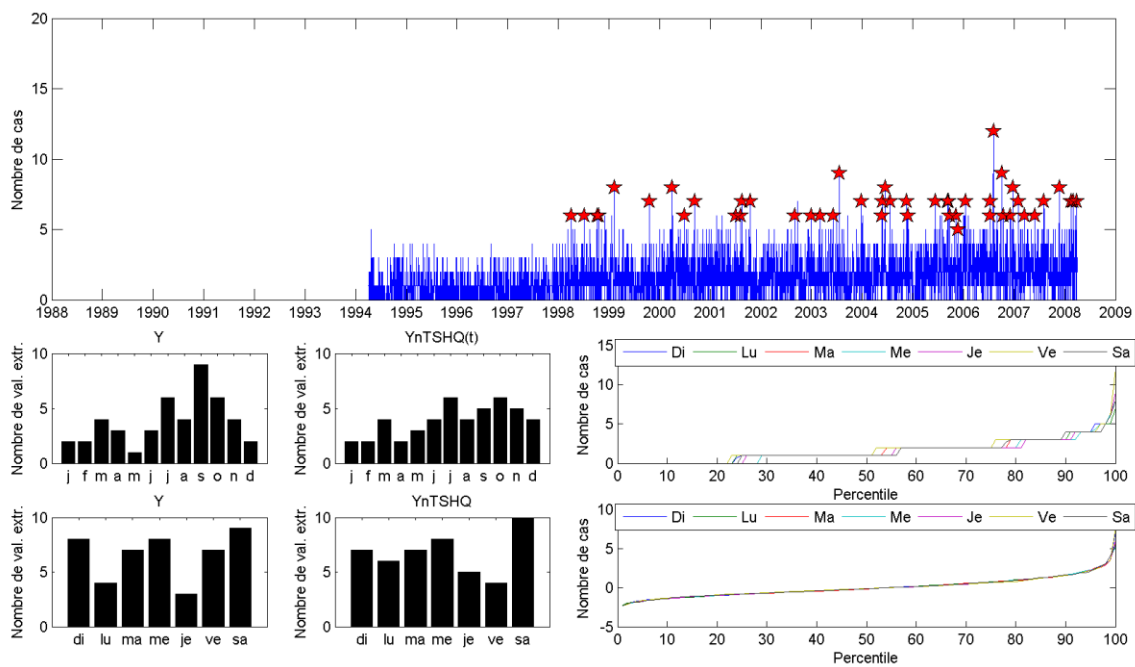 20
15
10
5
0
Nombre de cas
1988 1989 1990 1991 1992 1993 1994 1995 1996 1997 1998 1999 2000 2001 2002 2003 2004 2005 2006 2007 2008 2009
Y
10
5
0
Nombre de val. extr.
j f m a m j j a s o n d
YnTSHQ(t)
10
5
0
Nombre de val. extr.
j f m a m j j a s o n d
15
10
5
0
Nombre de cas
Di Lu Ma Me Je Ve Sa
0 10 20 30 40 50 60 70 80 90 100
Percentile
Y
10
5
0
Nombre de val. extr.
di lu ma me je ve sa
YnTSHQ
10
5
0
Nombre de val. extr.
di lu ma me je ve sa
10
5
0
-5
Nombre de cas
Di Lu Ma Me Je Ve Sa
0 10 20 30 40 50 60 70 80 90 100
Percentile